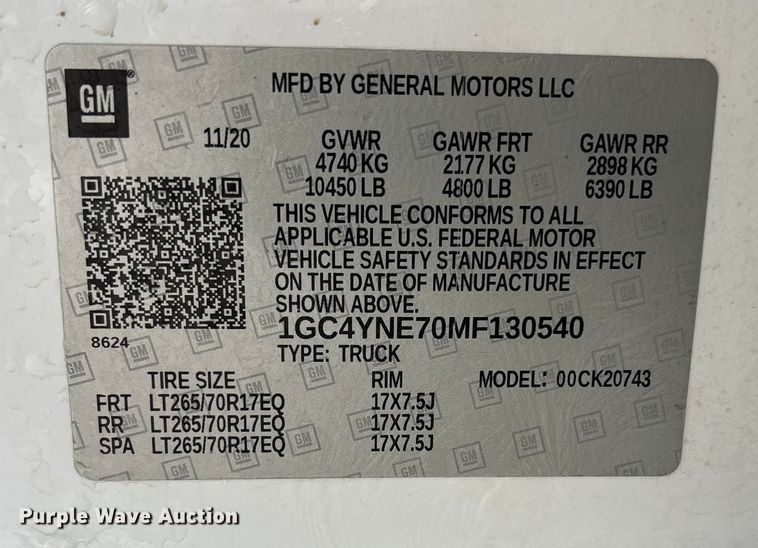 GM
MFD BY GENERAL MOTORS LLC
11/20 GVWR GAWR FRT GAWR RR
4740 KG 2177 KG 2898 KG
10450 LB 4800 LB 6390 LB
THIS VEHICLE CONFORMS TO ALL
APPLICABLE U.S. FEDERAL MOTOR
VEHICLE SAFETY STANDARDS IN EFFECT
ON THE DATE OF MANUFACTURE
SHOWN ABOVE.
8624
1GC4YNE70MF130540
TYPE: TRUCK
TIRE SIZE RIM MODEL: 00CK20743
FRT LT265/70R17EQ 17X7.5J
RR LT265/70R17EQ 17X7.5J
SPA LT265/70R17EQ 17X7.5J
Purple Wave Auction